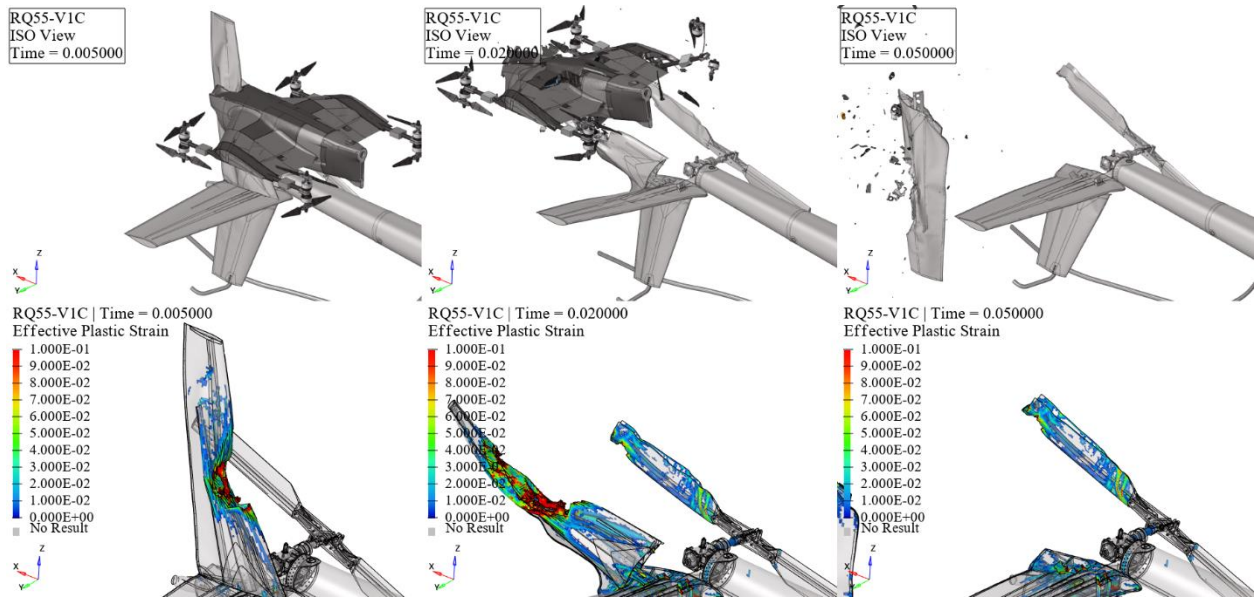 RQ55-V1C
ISO View
Time = 0.005000
X
Y
Z
RQ55-V1C
ISO View
Time = 0.020000
X
Y
Z
RQ55-V1C
ISO View
Time = 0.050000
X
Y
Z
RQ55-V1C | Time = 0.005000
Effective Plastic Strain
1.000E-01
9.000E-02
8.000E-02
7.000E-02
6.000E-02
5.000E-02
4.000E-02
3.000E-02
2.000E-02
1.000E-02
0.000E+00
No Result
X
Y
Z
RQ55-V1C | Time = 0.020000
Effective Plastic Strain
1.000E-01
9.000E-02
8.000E-02
7.000E-02
6.000E-02
5.000E-02
4.000E-02
3.000E-02
2.000E-02
1.000E-02
0.000E+00
No Result
X
Y
Z
RQ55-V1C | Time = 0.050000
Effective Plastic Strain
1.000E-01
9.000E-02
8.000E-02
7.000E-02
6.000E-02
5.000E-02
4.000E-02
3.000E-02
2.000E-02
1.000E-02
0.000E+00
No Result
X
Y
Z